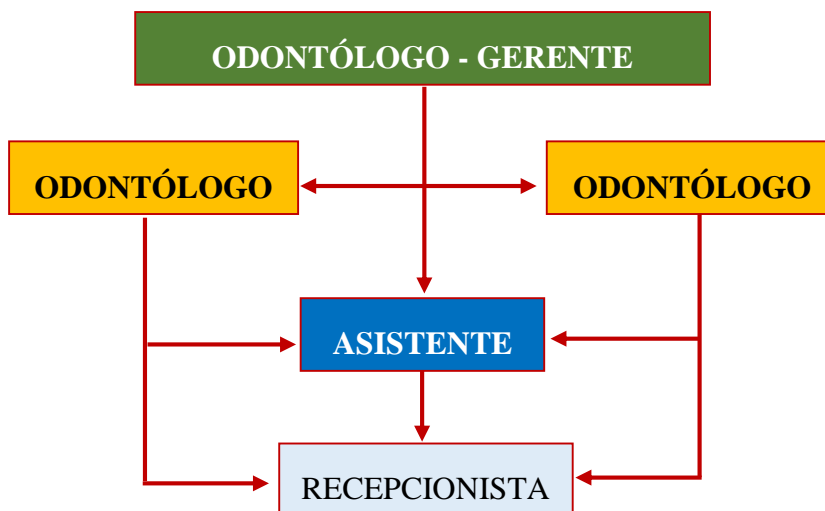 ODONTÓLOGO - GERENTE
ODONTÓLOGO
ODONTÓLOGO
ASISTENTE
RECEPCIONISTA